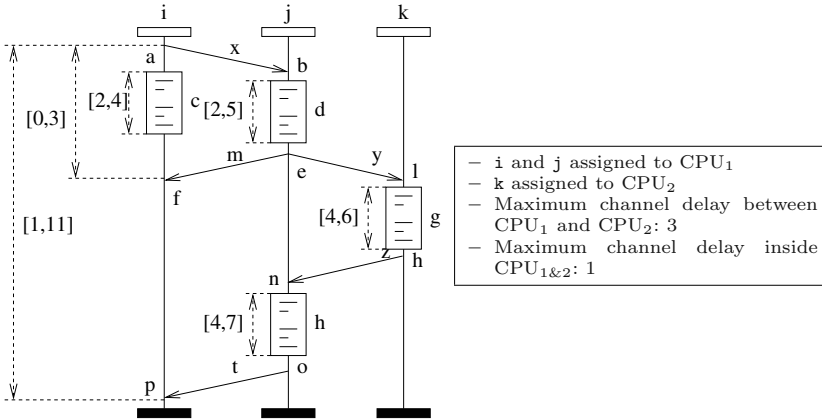 i j k
a x b
[2,4] c [2,5] d
[0,3]
m y
f e l
[1,11] [4,6] g
z h
n
[4,7] h
t o
p
– i and j assigned to CPU₁
– k assigned to CPU₂
– Maximum channel delay between
CPU₁ and CPU₂: 3
– Maximum channel delay inside
CPU₁&₂: 1